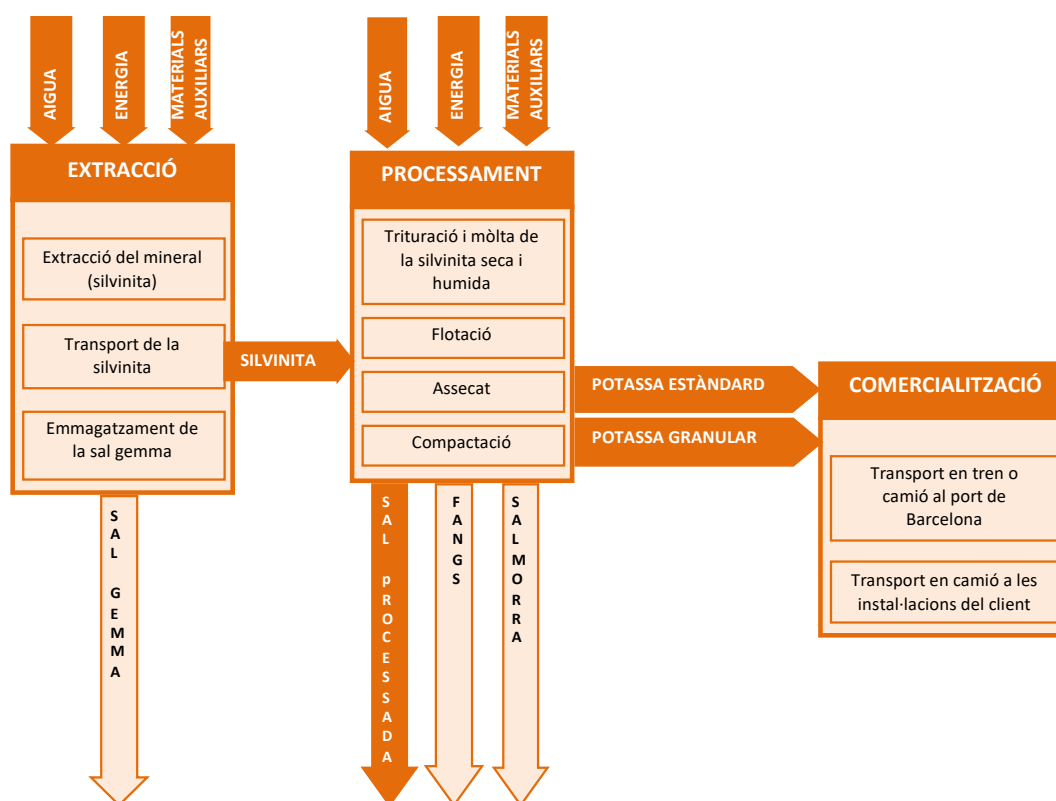 AIGUA
ENERGIA
MATERIALS
AUXILIARS
EXTRACCIÓ
Extracció del mineral
(silvinita)
Transport de la
silvinita
Emmagatzament de
la sal gemma
SAL GEMMA
SILVINITA
AIGUA
ENERGIA
MATERIALS
AUXILIARS
PROCESSAMENT
Trituració i mòlta de
la silvinita seca i
humida
Flotació
Assecat
Compactació
SAL pROCESSADA
FANGS
SALMORRA
POTASSA ESTÀNDARD
POTASSA GRANULAR
COMERCIALITZACIÓ
Transport en tren o
camió al port de
Barcelona
Transport en camió a les
instal·lacions del client